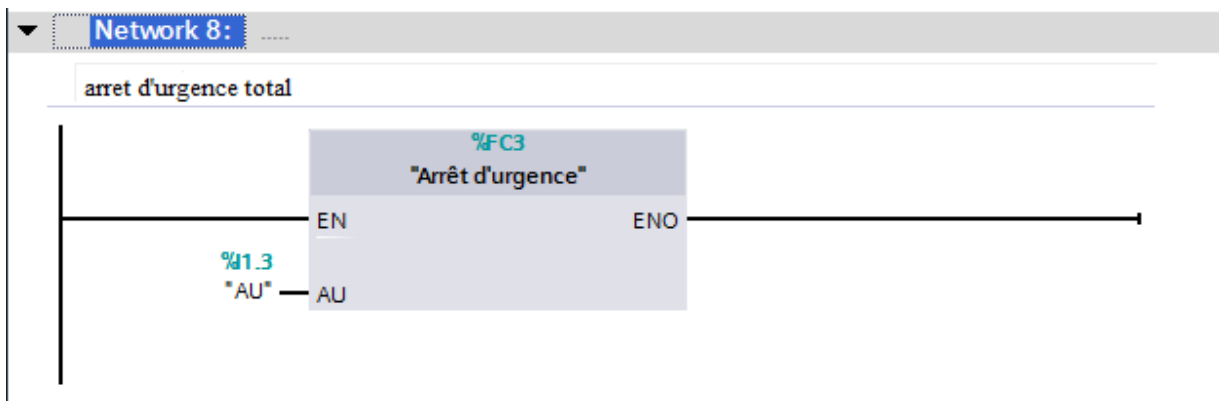 Network 8: .....
arret d'urgence total
%FC3
"Arrêt d'urgence"
EN ENO
%I1.3
"AU" AU